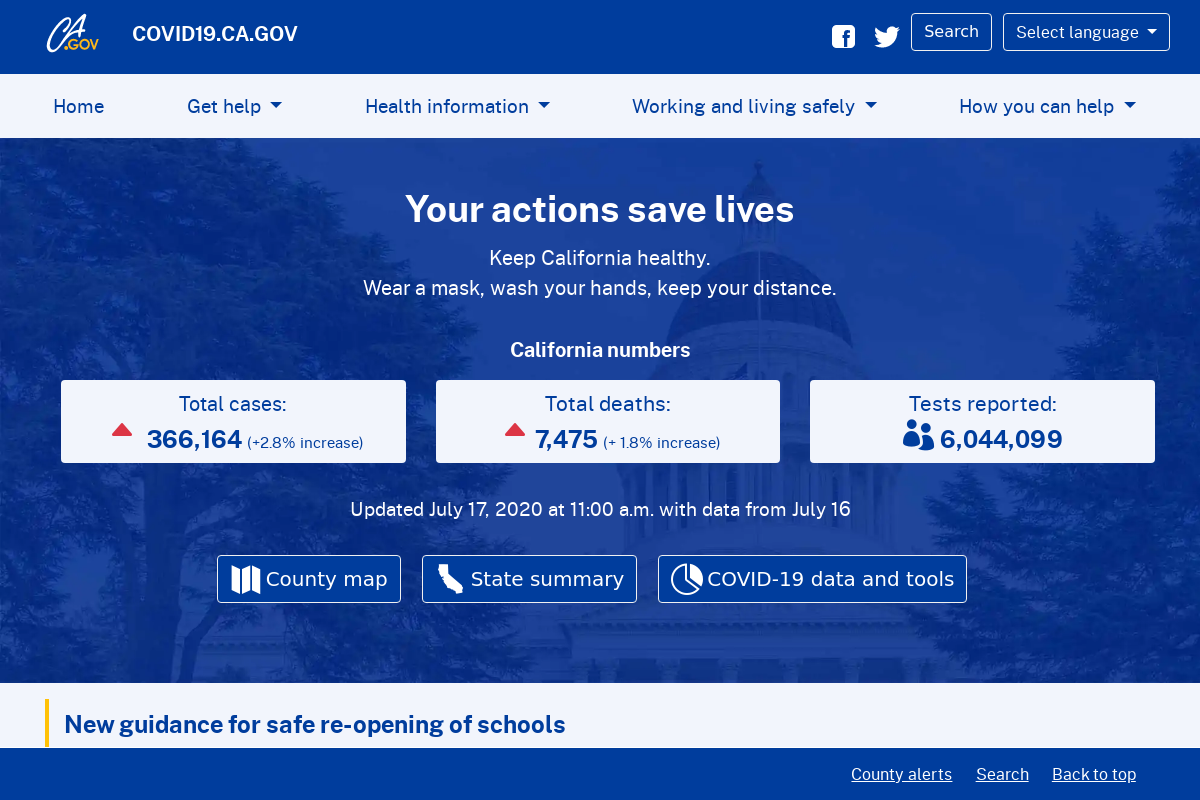 CA
.GOV
COVID19.CA.GOV
Search
Select language
Home
Get help
Health information
Working and living safely
How you can help
Your actions save lives
Keep California healthy.
Wear a mask, wash your hands, keep your distance.
California numbers
Total cases:
366,164 (+2.8% increase)
Total deaths:
7,475 (+ 1.8% increase)
Tests reported:
6,044,099
Updated July 17, 2020 at 11:00 a.m. with data from July 16
County map
State summary
COVID-19 data and tools
New guidance for safe re-opening of schools
County alerts
Search
Back to top